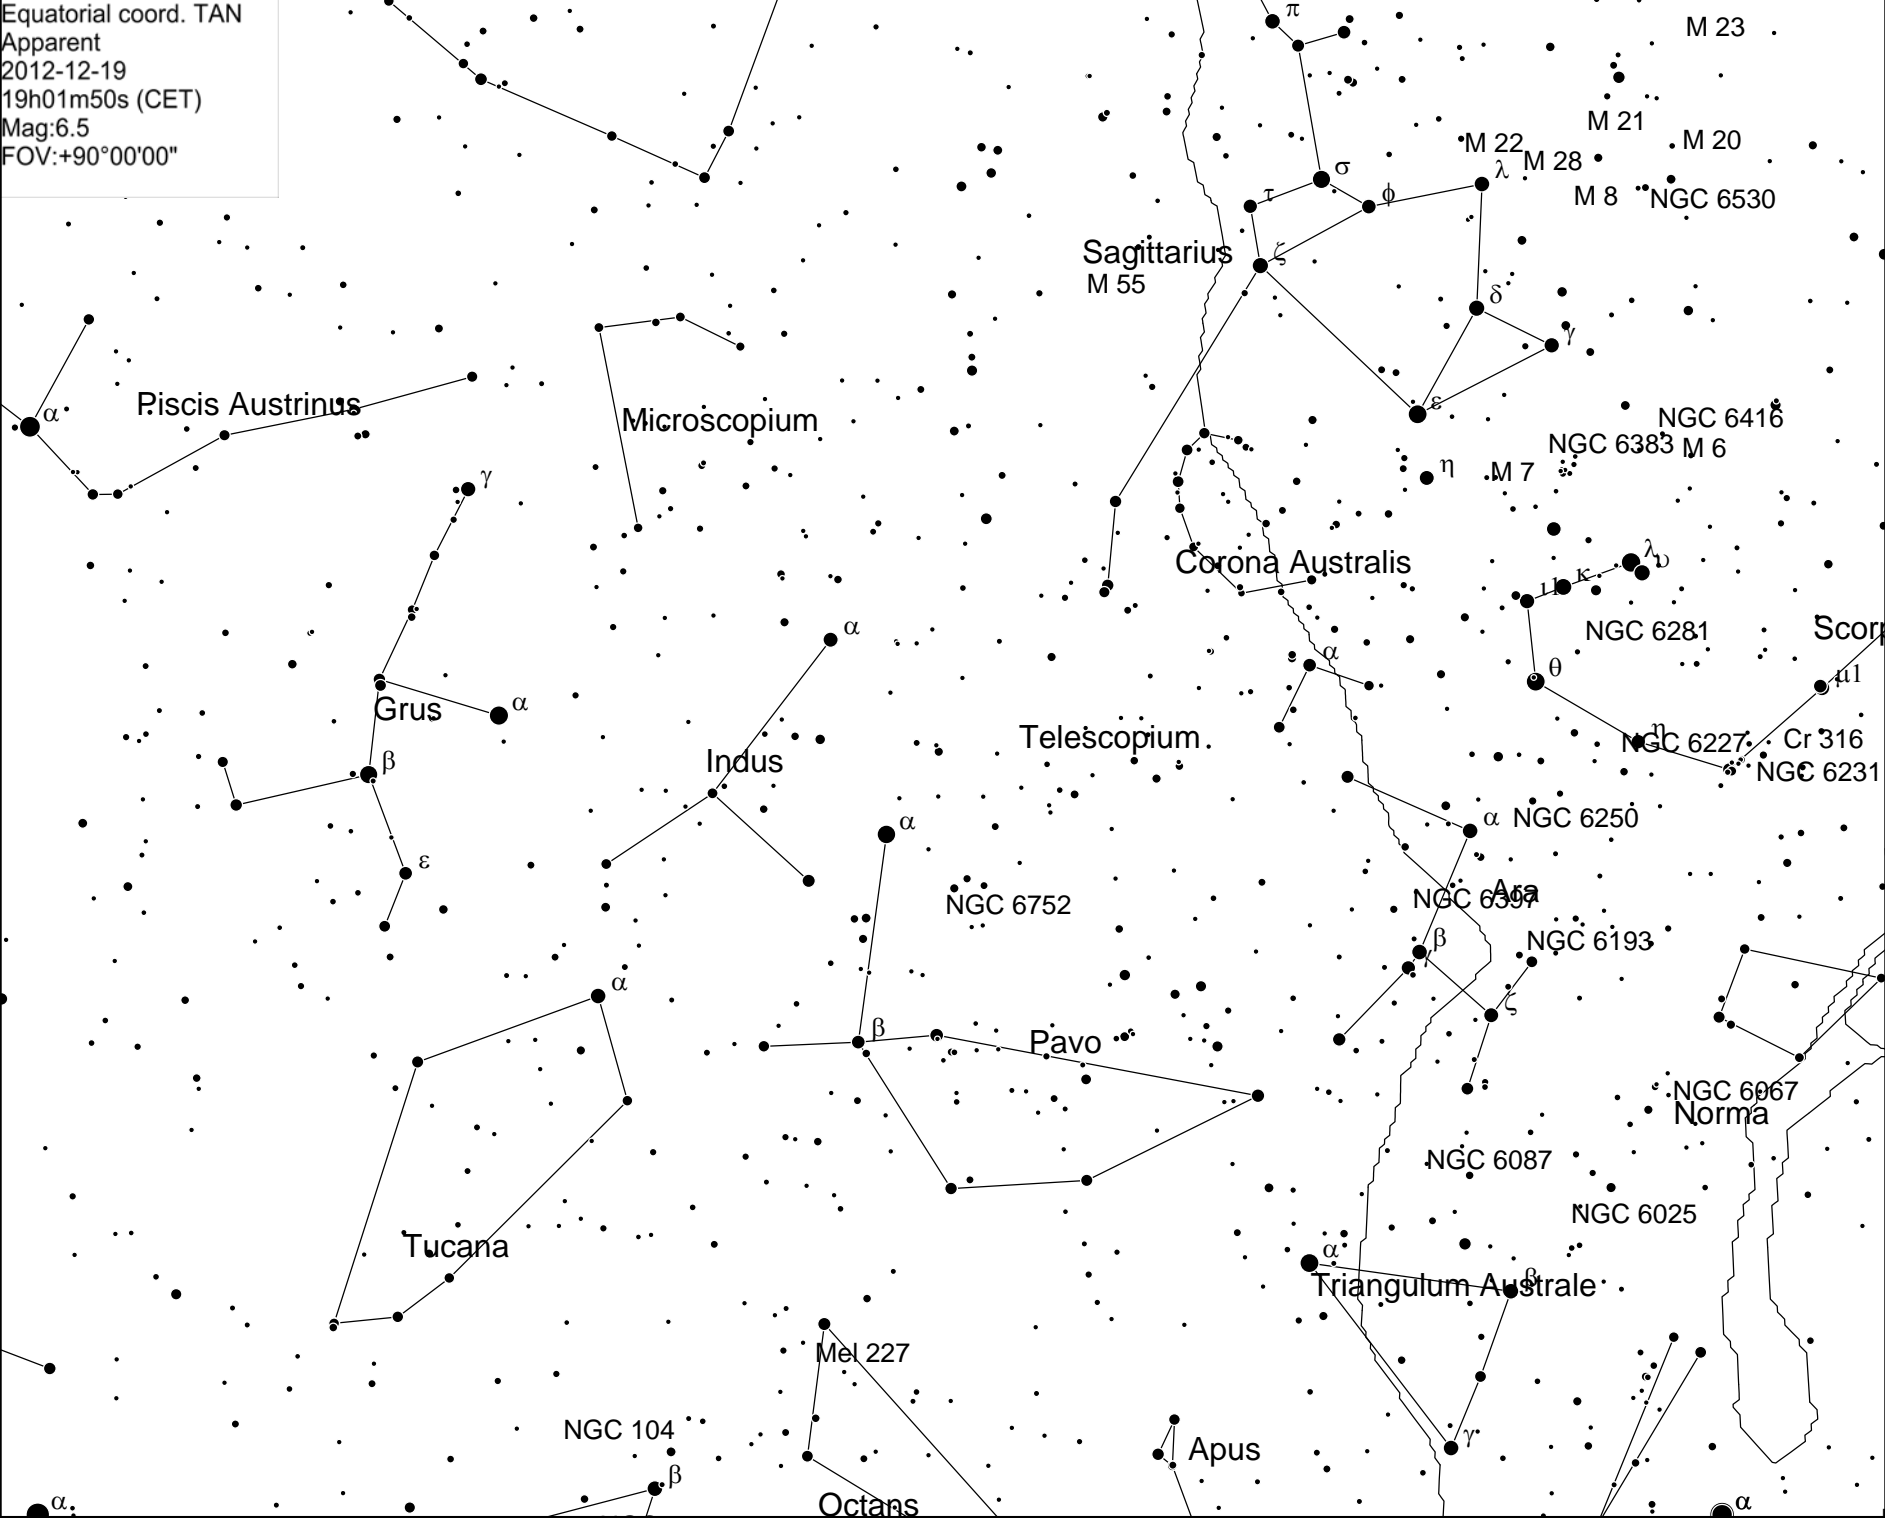 Equatorial coord. TAN
Apparent
2012-12-19
19h01m50s (CET)
Mag:6.5
FOV:+90°00'00"
π
M 23
M 21
M 20
M 22
M 28
σ
λ
τ
ϕ
M 8
NGC 6530
Sagittarius
ζ
M 55
δ
γ
α
Piscis Austrinus
Microscopium
ε
NGC 6416
NGC 6383
M 6
γ
η
M 7
Corona Australis
λ
υ
κ
ι1
α
NGC 6281
Scorp
α
θ
μ1
Grus
α
Telescopium
η
NGC 6227
Cr 316
β
Indus
NGC 6231
α
α
NGC 6250
ε
Ara
NGC 6752
NGC 6397
β
γ
NGC 6193
α
ζ
β
Pavo
NGC 6067
Norma
NGC 6087
NGC 6025
Tucana
α
Triangulum Australe
β
Mel 227
NGC 104
Apus
γ
β
Octans
α
α